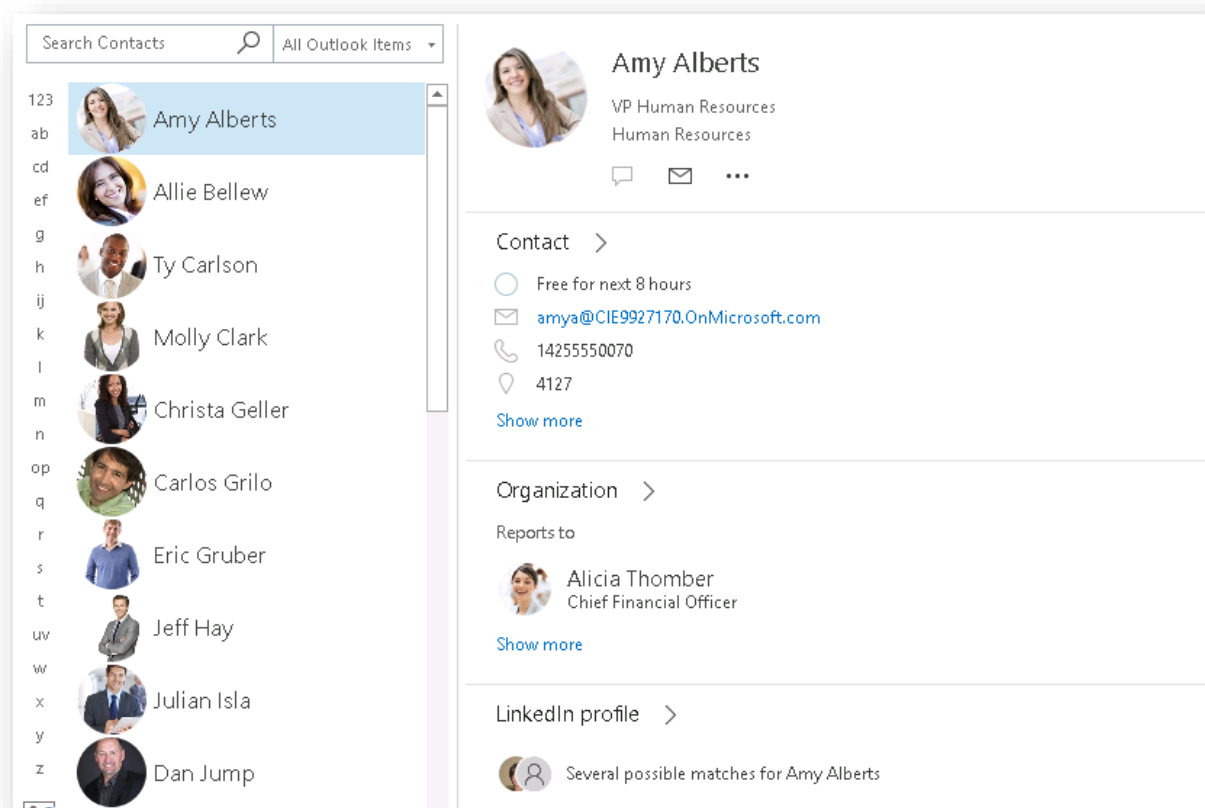 Search Contacts
All Outlook Items
123
ab
cd
ef
g
h
ij
k
l
m
n
op
q
r
s
t
uv
w
x
y
z
Amy Alberts
Allie Bellew
Ty Carlson
Molly Clark
Christa Geller
Carlos Grilo
Eric Gruber
Jeff Hay
Julian Isla
Dan Jump
Amy Alberts
VP Human Resources
Human Resources
Contact
Free for next 8 hours
amya@CIE9927170.OnMicrosoft.com
14255550070
4127
Show more
Organization
Reports to
Alicia Thomber
Chief Financial Officer
Show more
LinkedIn profile
Several possible matches for Amy Alberts